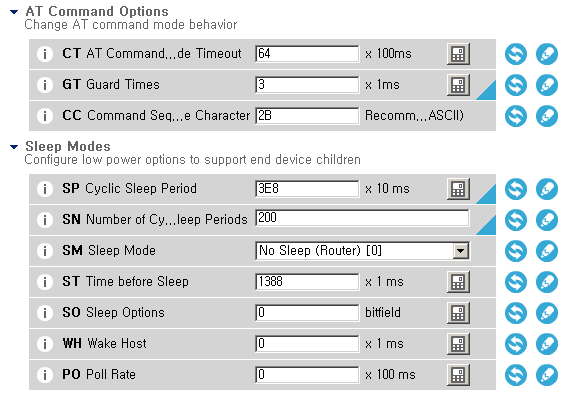 AT Command Options
Change AT command mode behavior
CT AT Command,,,de Timeout 64 x 100ms
GT Guard Times 3 x 1ms
CC Command Seq,,,e Character 2B Recomm,,,ASCII)
Sleep Modes
Configure low power options to support end device children
SP Cyclic Sleep Period 3E8 x 10 ms
SN Number of Cy,,,leep Periods 200
SM Sleep Mode No Sleep (Router) [0]
ST Time before Sleep 1388 x 1 ms
SO Sleep Options 0 bitfield
WH Wake Host 0 x 1 ms
PO Poll Rate 0 x 100 ms